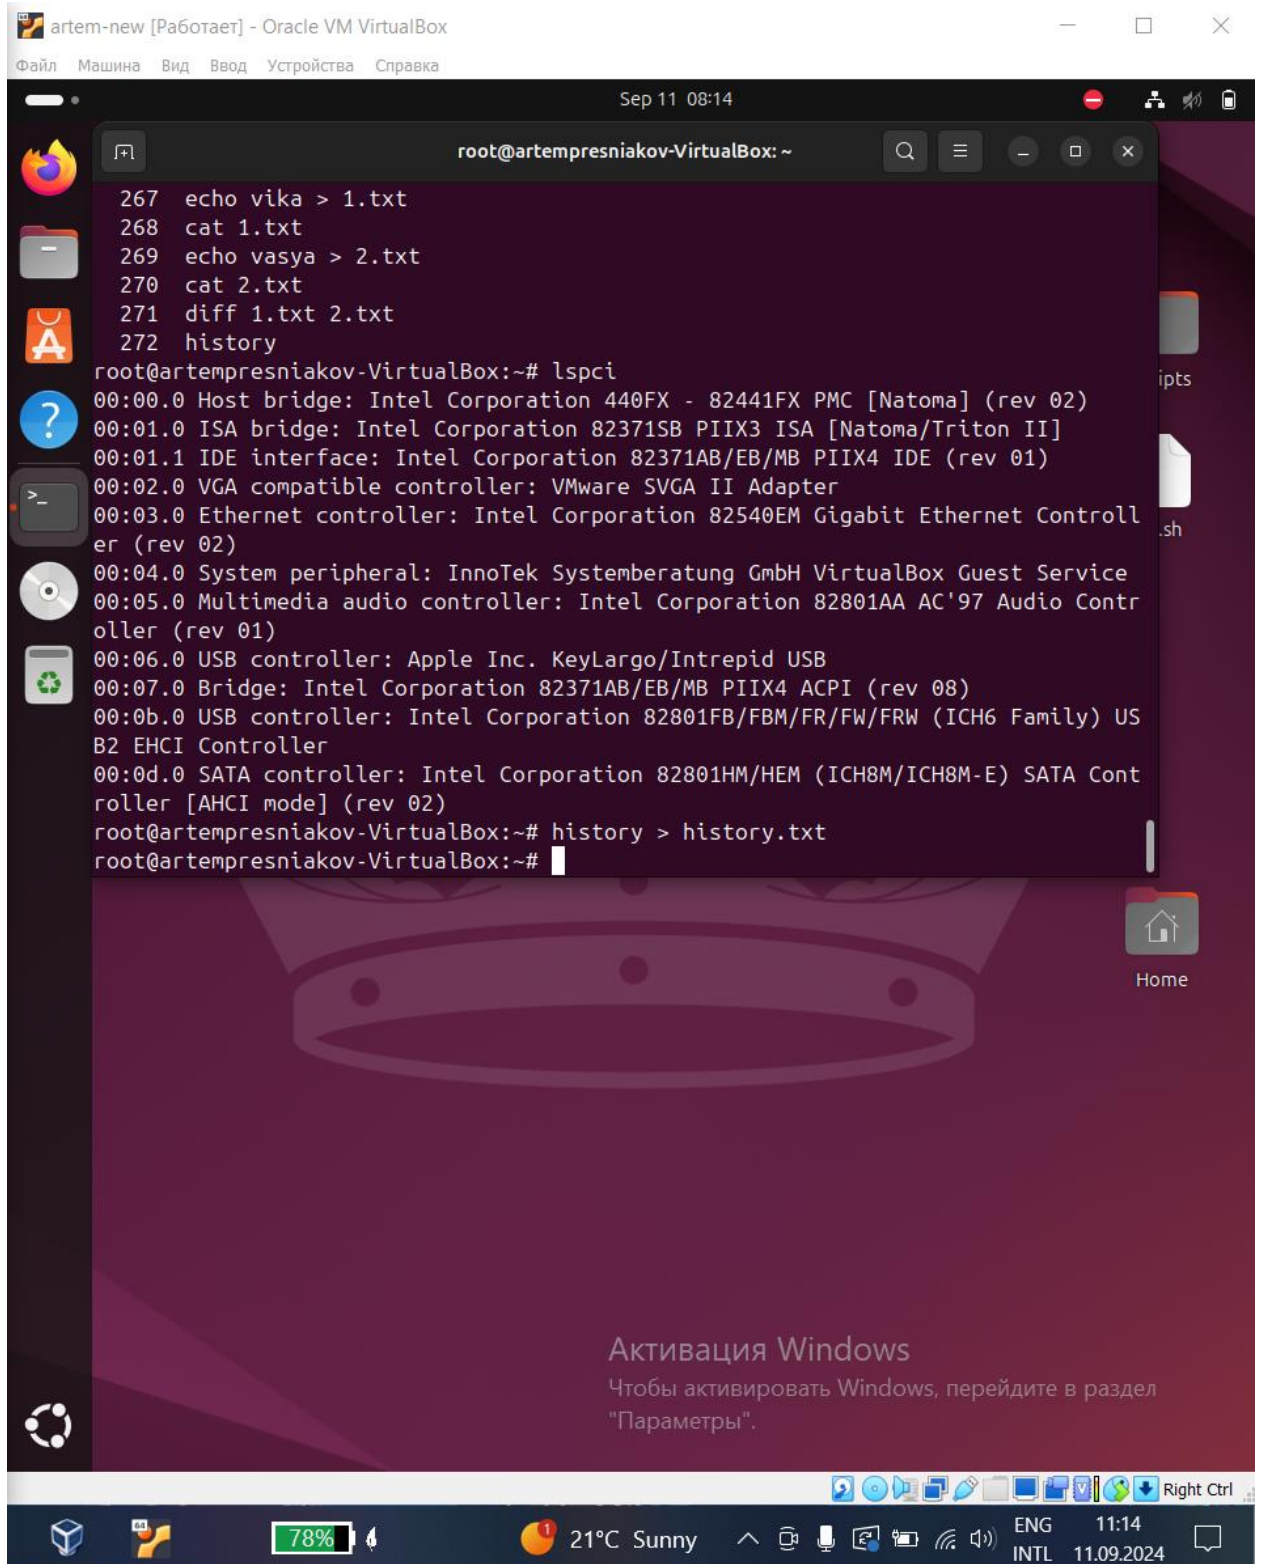 artem-new [Работает] - Oracle VM VirtualBox
Файл Машина Вид Ввод Устройства Справка
Sep 11 08:14
root@artempresniakov-VirtualBox: ~
267 echo vika > 1.txt
268 cat 1.txt
269 echo vasya > 2.txt
270 cat 2.txt
271 diff 1.txt 2.txt
272 history
root@artempresniakov-VirtualBox:~# lspci
00:00.0 Host bridge: Intel Corporation 440FX - 82441FX PMC [Natoma] (rev 02)
00:01.0 ISA bridge: Intel Corporation 82371SB PIIX3 ISA [Natoma/Triton II]
00:01.1 IDE interface: Intel Corporation 82371AB/EB/MB PIIX4 IDE (rev 01)
00:02.0 VGA compatible controller: VMware SVGA II Adapter
00:03.0 Ethernet controller: Intel Corporation 82540EM Gigabit Ethernet Controll
er (rev 02)
00:04.0 System peripheral: InnoTek Systemberatung GmbH VirtualBox Guest Service
00:05.0 Multimedia audio controller: Intel Corporation 82801AA AC'97 Audio Contr
oller (rev 01)
00:06.0 USB controller: Apple Inc. KeyLargo/Intrepid USB
00:07.0 Bridge: Intel Corporation 82371AB/EB/MB PIIX4 ACPI (rev 08)
00:0b.0 USB controller: Intel Corporation 82801FB/FBM/FR/FW/FRW (ICH6 Family) US
B2 EHCI Controller
00:0d.0 SATA controller: Intel Corporation 82801HM/HEM (ICH8M/ICH8M-E) SATA Cont
roller [AHCI mode] (rev 02)
root@artempresniakov-VirtualBox:~# history > history.txt
root@artempresniakov-VirtualBox:~#
ipts
.sh
Home
Активация Windows
Чтобы активировать Windows, перейдите в раздел
"Параметры".
Right Ctrl
64
78%
1
21°C Sunny
ENG
INTL
11:14
11.09.2024